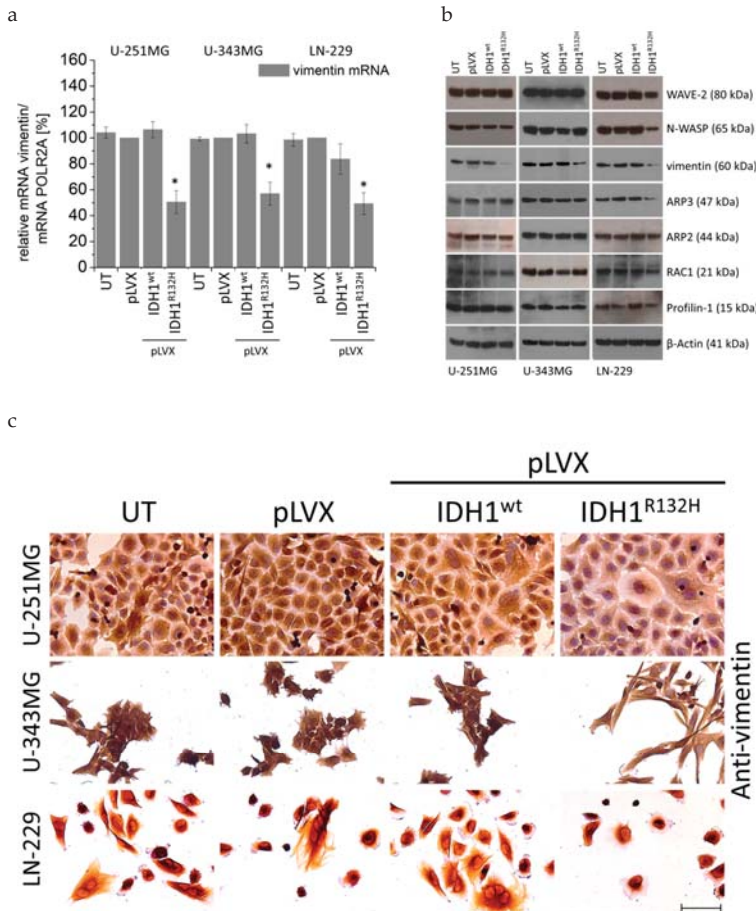 a
U-251MG U-343MG LN-229
160
140
120
100
80
60
40
20
0
relative mRNA vimentin/
mRNA POLR2A [%]
vimentin mRNA
* * *
UT pLVX IDH1wt IDH1R132H UT pLVX IDH1wt IDH1R132H UT pLVX IDH1wt IDH1R132H
pLVX pLVX pLVX
b
UT pLVX IDH1wt IDH1R132H UT pLVX IDH1wt IDH1R132H UT pLVX IDH1wt IDH1R132H
WAVE-2 (80 kDa)
N-WASP (65 kDa)
vimentin (60 kDa)
ARP3 (47 kDa)
ARP2 (44 kDa)
RAC1 (21 kDa)
Profilin-1 (15 kDa)
β-Actin (41 kDa)
U-251MG U-343MG LN-229
c
pLVX
UT pLVX IDH1wt IDH1R132H
U-251MG
U-343MG
LN-229
Anti-vimentin